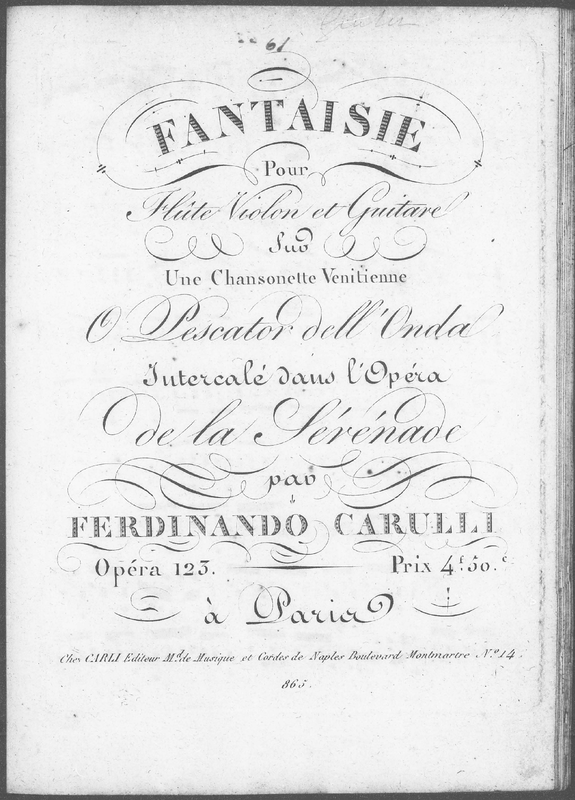 61
FANTAISIE
Pour
Flûte Violon et Guitare
Sur
Une Chansonette Venitienne
O Pescator dell'Onda
Intercalé dans l'Opéra
de la Sérénade
par
FERDINANDO CARULLI
Opéra 123. Prix 4f. 50.c
à Paris
Chez CARLI Editeur Md. de Musique et Cordes de Naples Boulevard Montmartre No. 14.
865.